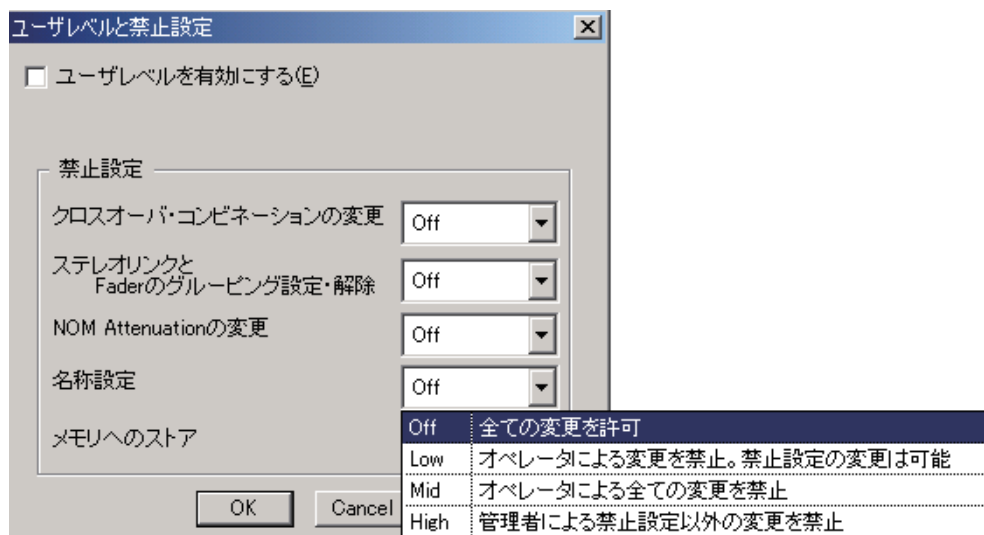 ユーザレベルと禁止設定
ユーザレベルを有効にする(E)
禁止設定
クロスオーバ・コンビネーションの変更 Off
ステレオリンクと
Faderのグルーピング設定・解除 Off
NOM Attenuationの変更 Off
名称設定 Off
メモリへのストア
Off 全ての変更を許可
Low オペレータによる変更を禁止。禁止設定の変更は可能
Mid オペレータによる全ての変更を禁止
High 管理者による禁止設定以外の変更を禁止
OK Cancel